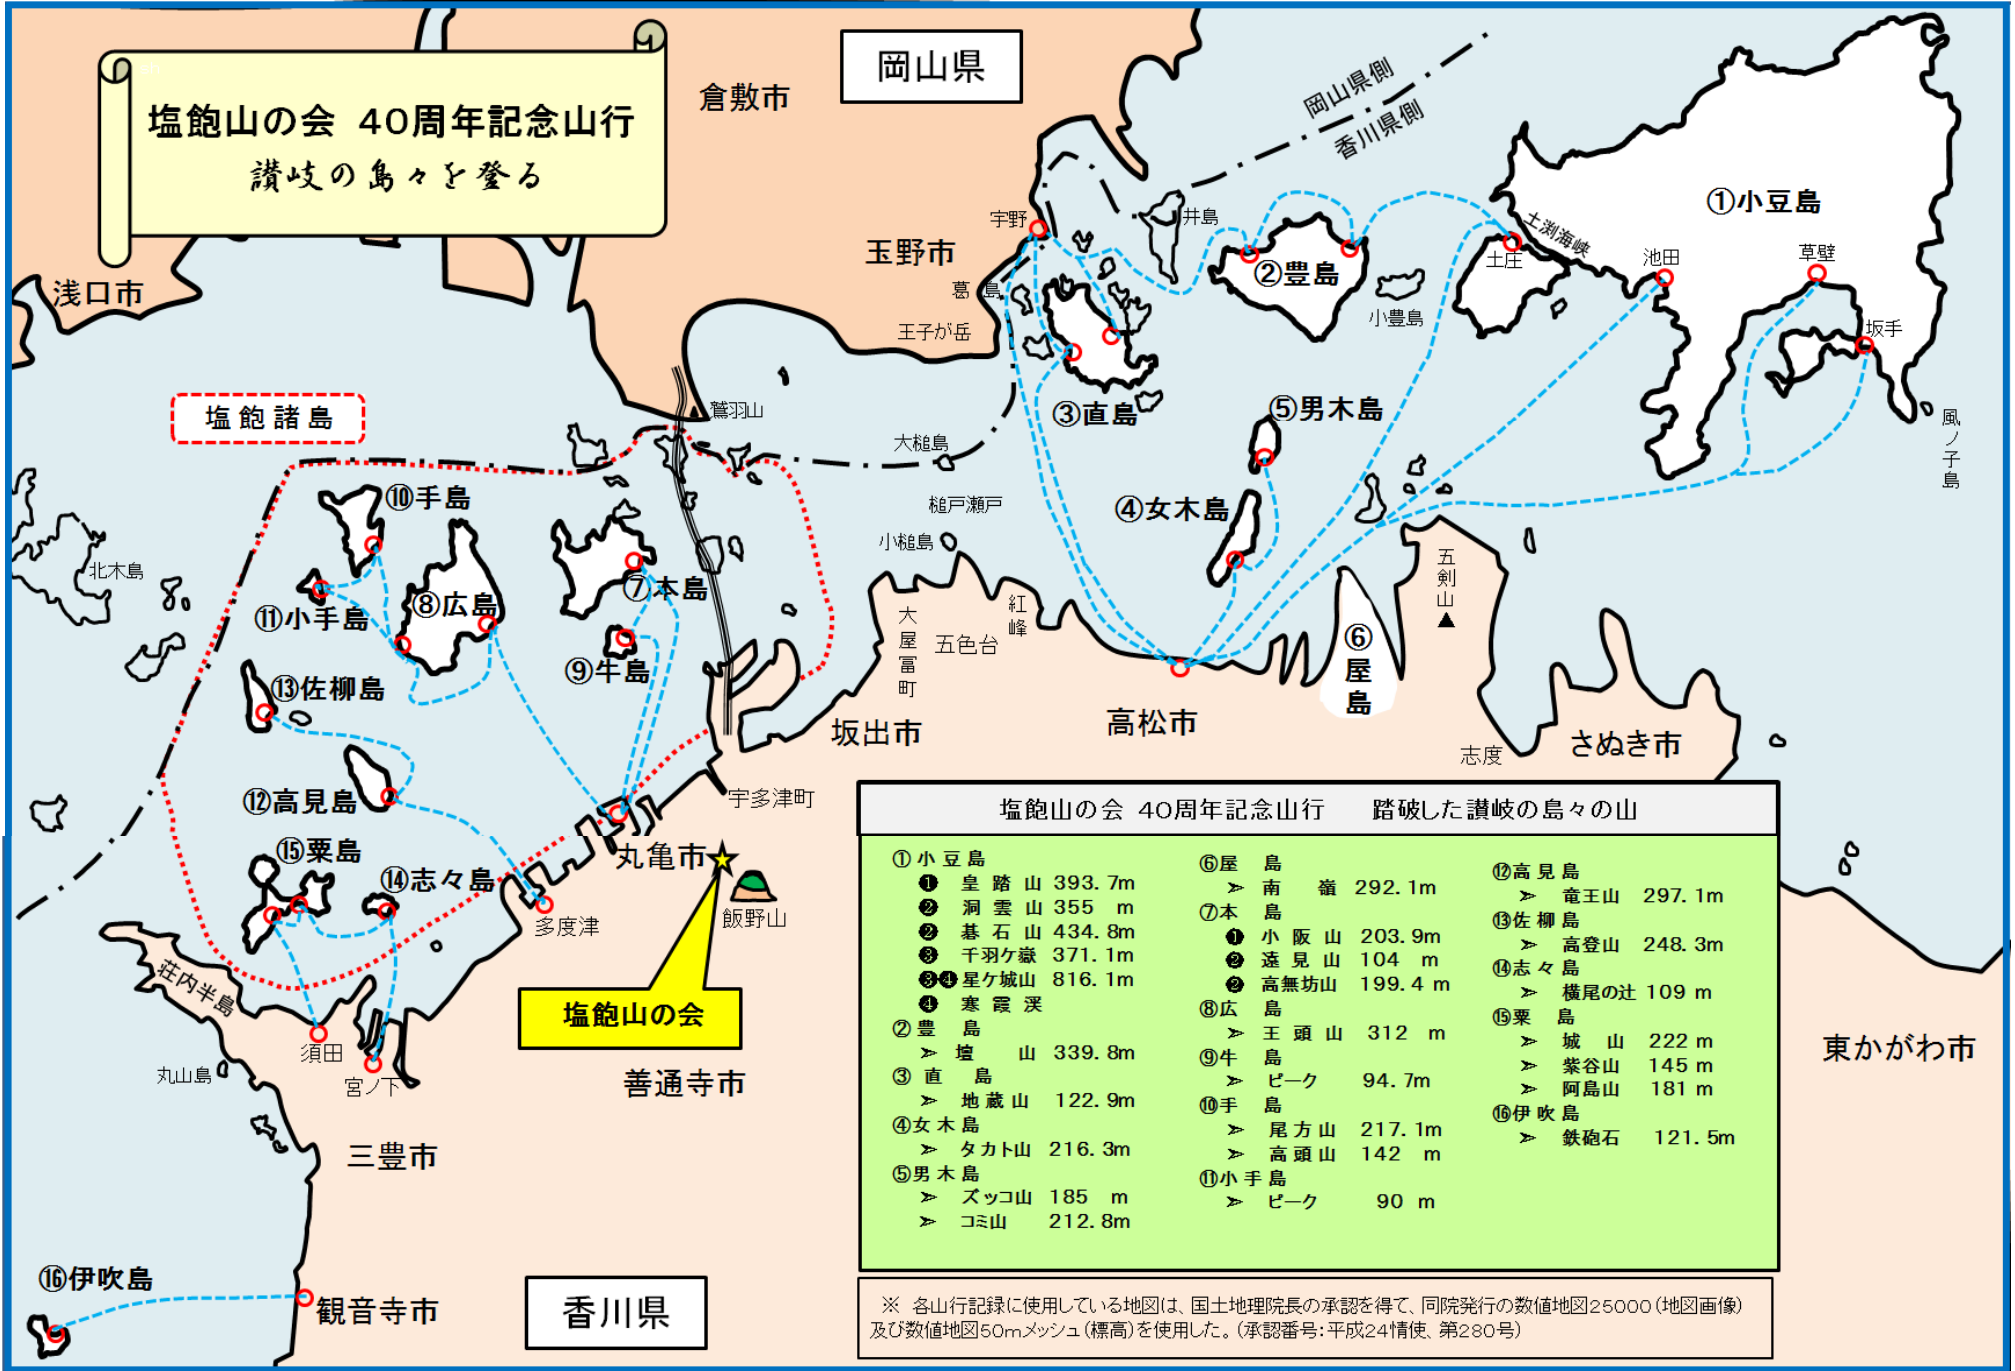 塩飽山の会 40周年記念山行
讃岐の島々を登る
岡山県
倉敷市
岡山県側
香川県側
①小豆島
浅口市
玉野市
宇野
井島
②豊島
土渕海峡
土庄
池田
草壁
坂手
小豊島
葛島
王子が岳
③直島
⑤男木島
風ノ子島
塩飽諸島
鷲羽山
大槌島
槌戸瀬戸
小槌島
④女木島
五剣山
⑩手島
北木島
⑪小手島
⑧広島
⑦本島
⑨牛島
大屋冨町
五色台
紅峰
⑥屋島
⑬佐柳島
坂出市
高松市
志度
さぬき市
⑫高見島
宇多津町
⑮粟島
⑭志々島
丸亀市
飯野山
多度津
荘内半島
塩飽山の会
須田
丸山島
宮ノ下
善通寺市
三豊市
東かがわ市
⑯伊吹島
観音寺市
香川県
塩飽山の会 40周年記念山行 踏破した讃岐の島々の山
①小豆島
❶ 皇踏山 393.7m
❷ 洞雲山 355 m
❷ 碁石山 434.8m
❸ 千羽ケ嶽 371.1m
❸❹星ケ城山 816.1m
❹ 寒霞渓
②豊島
➢ 壇山 339.8m
③直島
➢ 地蔵山 122.9m
④女木島
➢ タカト山 216.3m
⑤男木島
➢ ズッコ山 185 m
➢ コミ山 212.8m
⑥屋島
➢ 南嶺 292.1m
⑦本島
❶ 小阪山 203.9m
❷ 遠見山 104 m
❷ 高無坊山 199.4 m
⑧広島
➢ 王頭山 312 m
⑨牛島
➢ ピーク 94.7m
⑩手島
➢ 尾方山 217.1m
➢ 高頭山 142 m
⑪小手島
➢ ピーク 90 m
⑫高見島
➢ 竜王山 297.1m
⑬佐柳島
➢ 高登山 248.3m
⑭志々島
➢ 横尾の辻 109 m
⑮粟島
➢ 城山 222 m
➢ 紫谷山 145 m
➢ 阿島山 181 m
⑯伊吹島
➢ 鉄砲石 121.5m
※ 各山行記録に使用している地図は、国土地理院長の承認を得て、同院発行の数値地図25000(地図画像)
及び数値地図50mメッシュ(標高)を使用した。(承認番号:平成24情使、第280号)